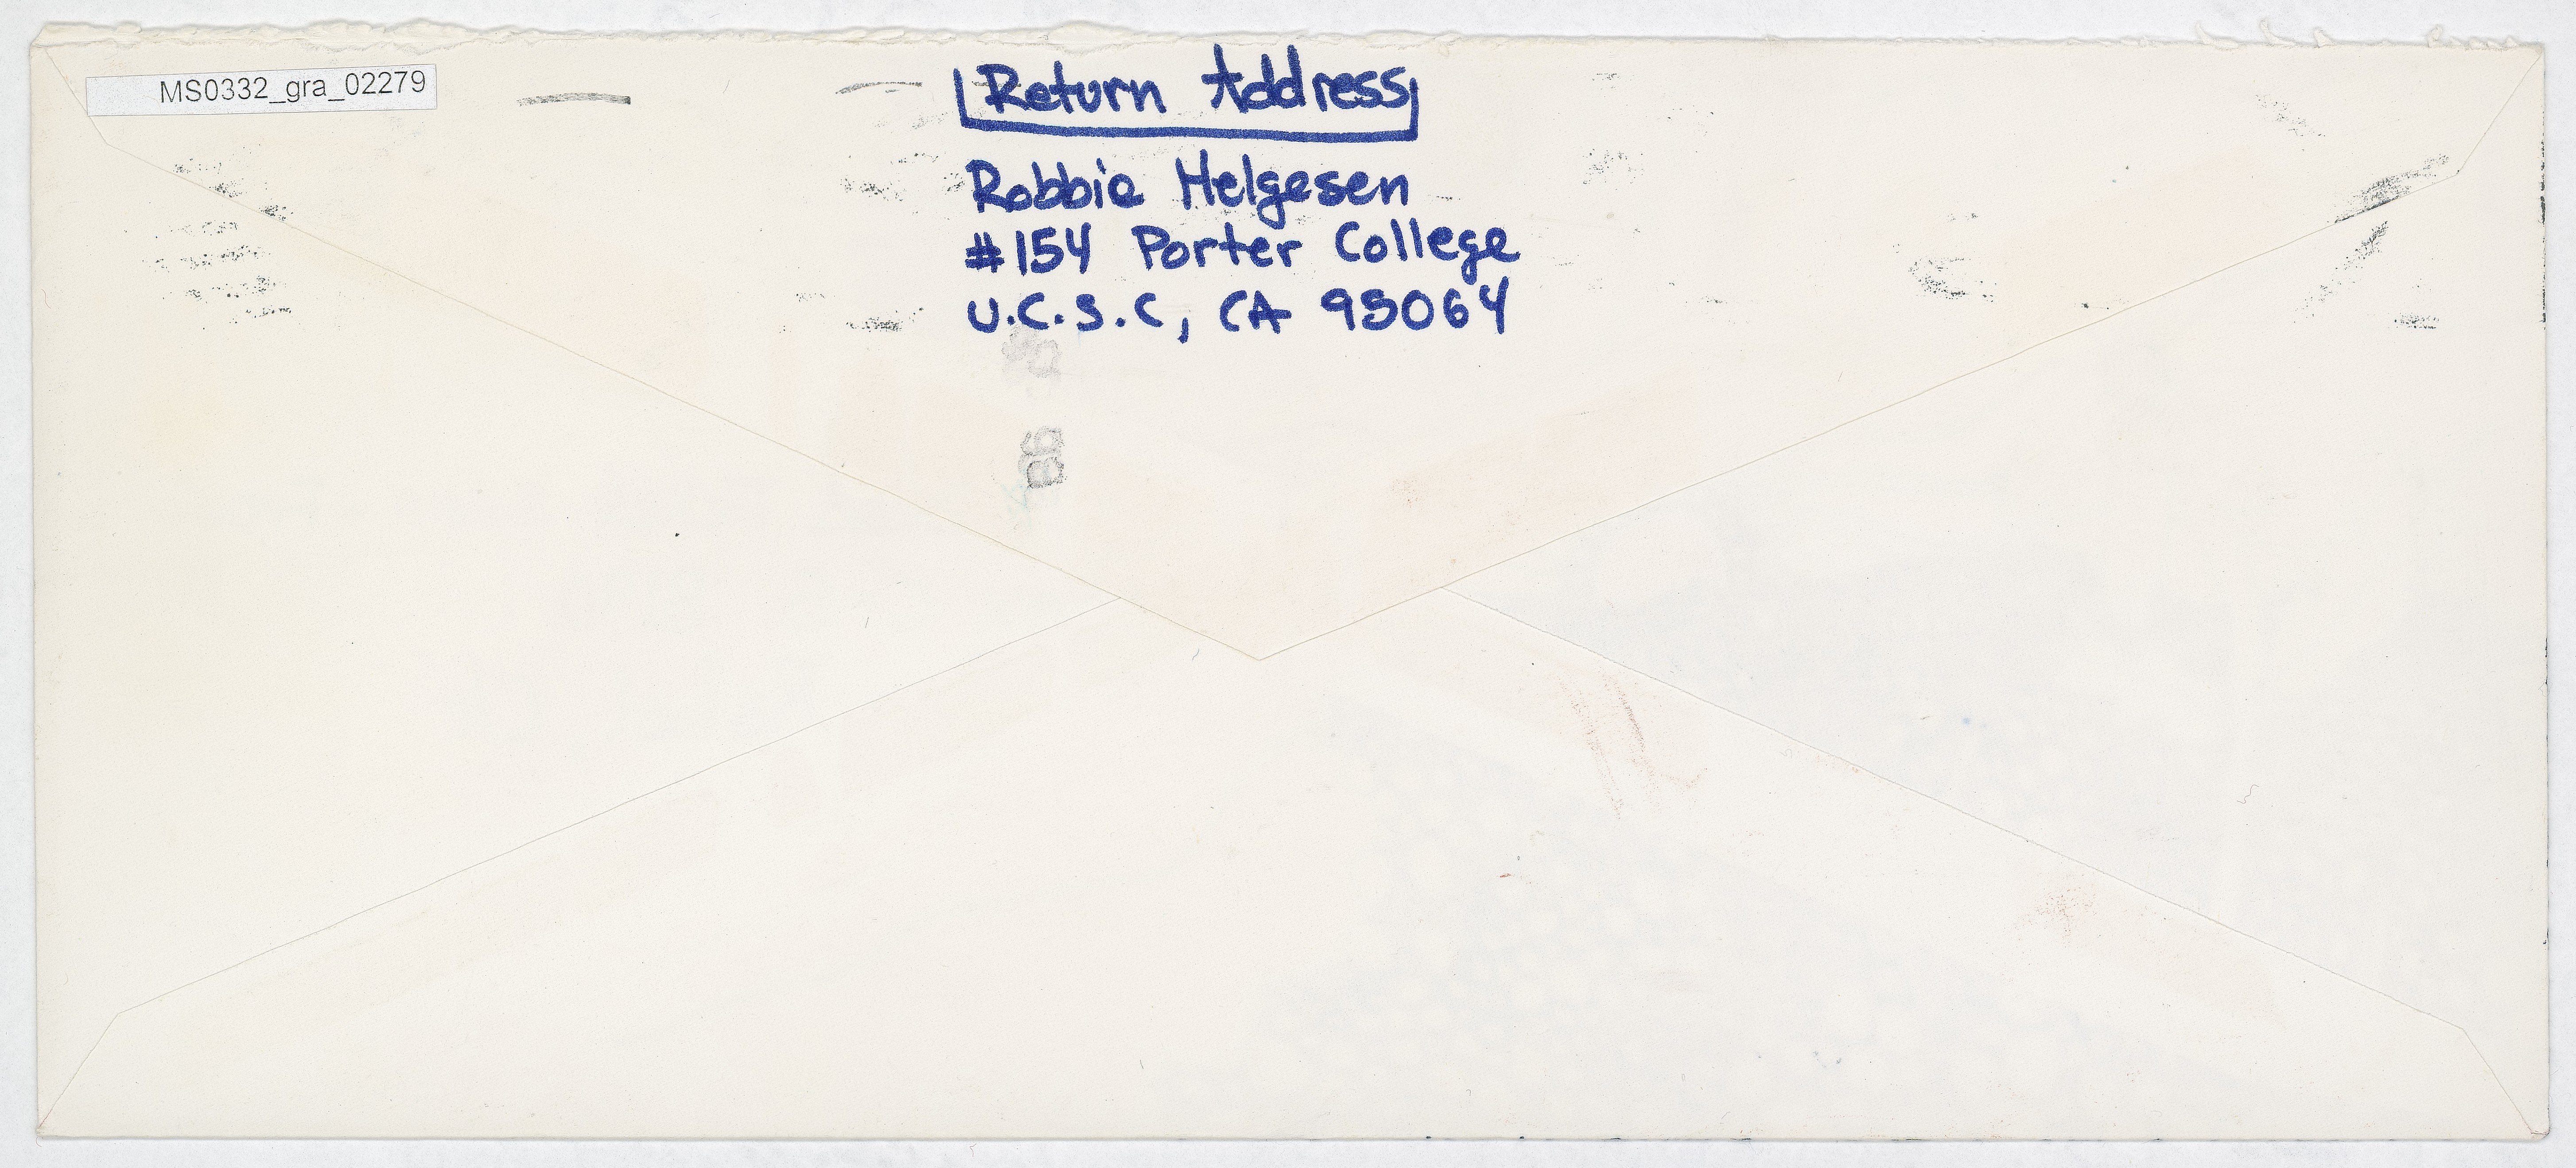 MS0332_gra_02279
Return Address
Robbie Helgesen
#154 Porter College
U.C.S.C, CA 95064